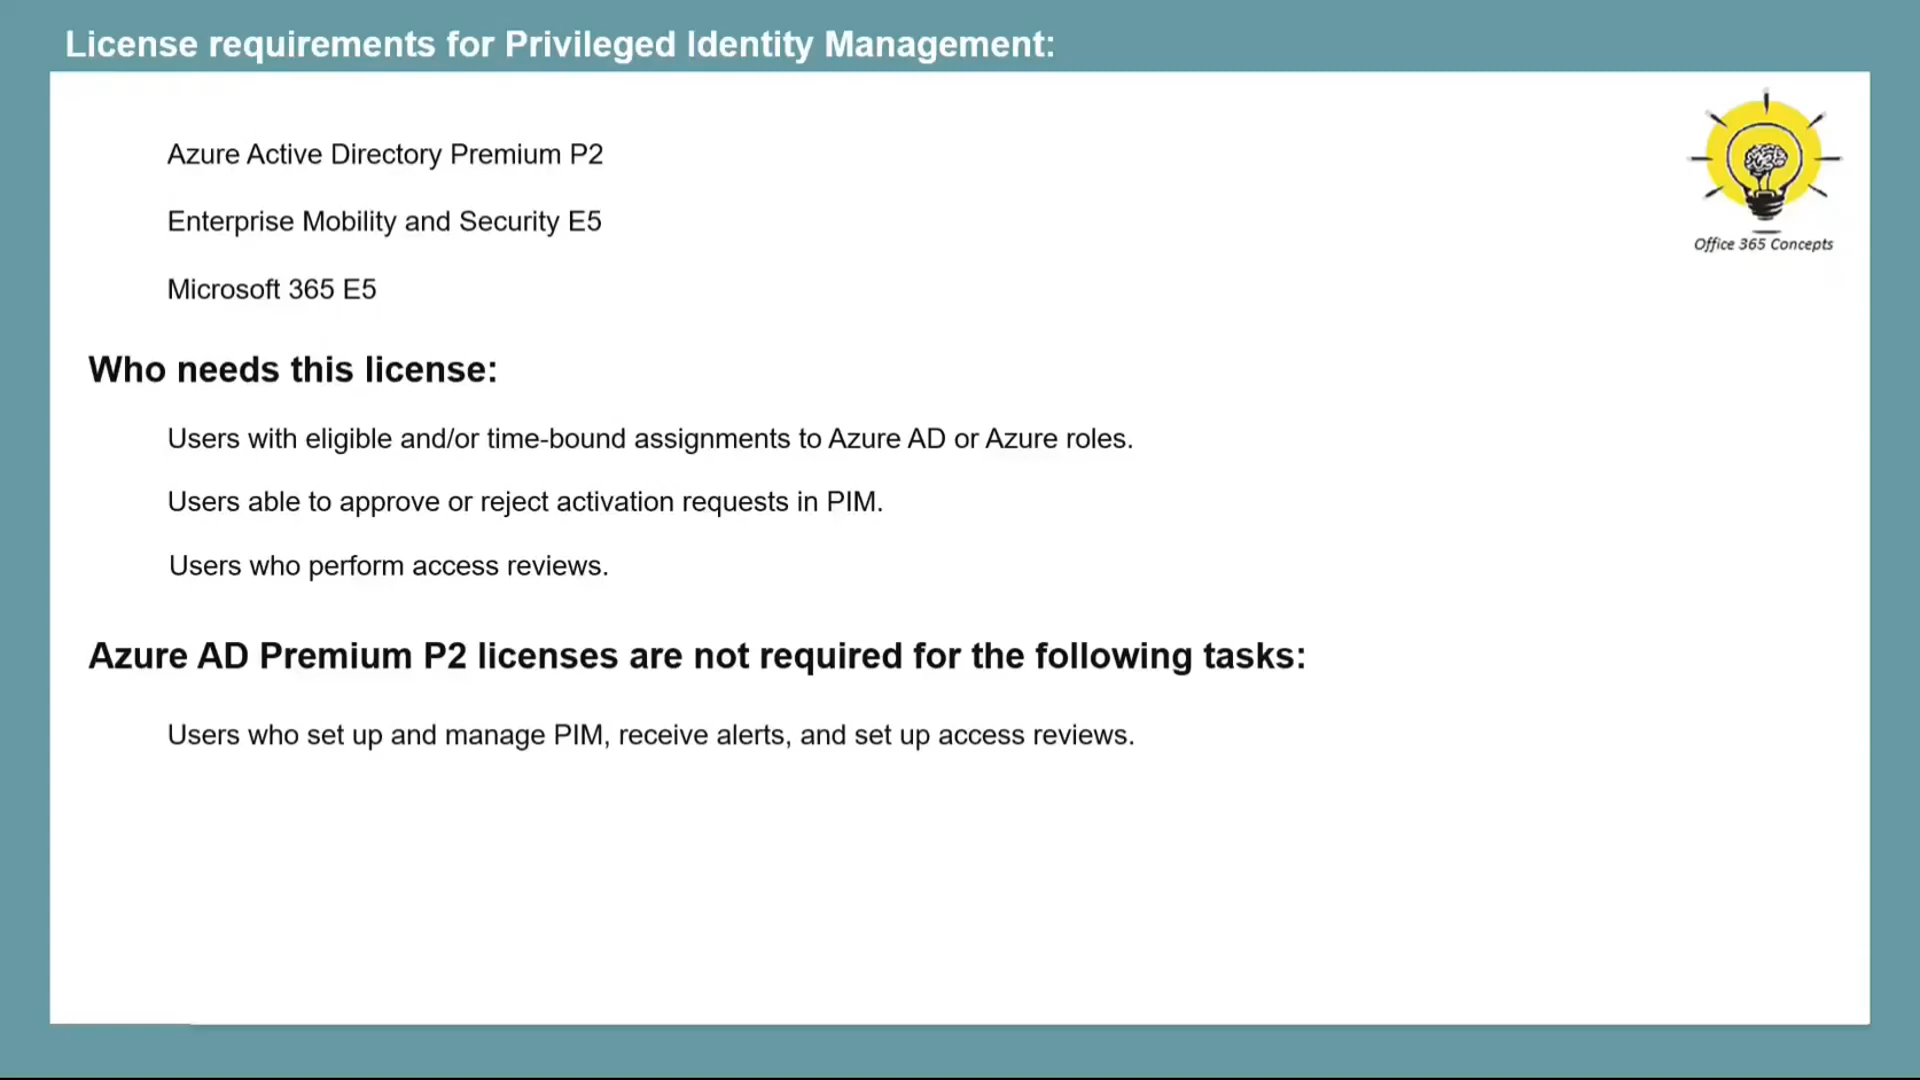 License requirements for Privileged Identity Management:
Azure Active Directory Premium P2
Enterprise Mobility and Security E5
Microsoft 365 E5
Office 365 Concepts
Who needs this license:
Users with eligible and/or time-bound assignments to Azure AD or Azure roles.
Users able to approve or reject activation requests in PIM.
Users who perform access reviews.
Azure AD Premium P2 licenses are not required for the following tasks:
Users who set up and manage PIM, receive alerts, and set up access reviews.